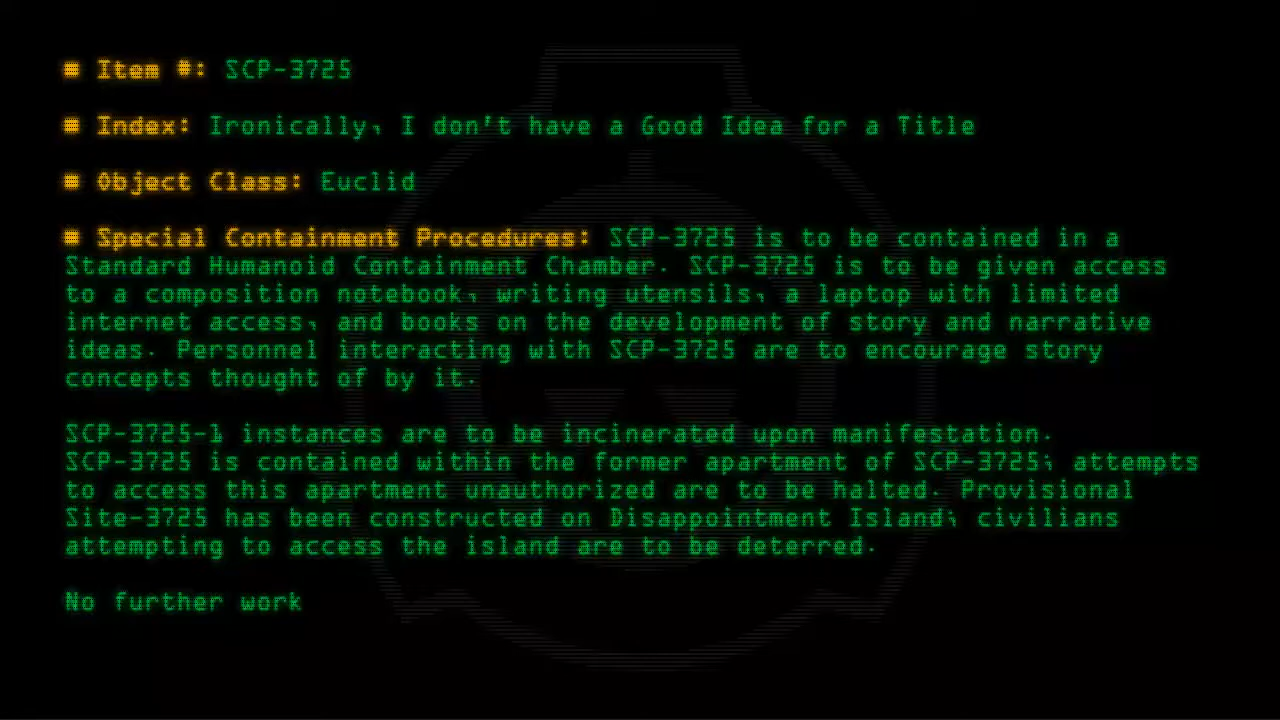 ■ Item #: SCP-3725
■ Index: Ironically, I don't have a Good Idea for a Title
■ Object Class: Euclid
■ Special Containment Procedures: SCP-3725 is to be contained in a
Standard Humanoid Containment Chamber. SCP-3725 is to be given access
to a composition notebook, writing utensils, a laptop with limited
internet access, and books on the development of story and narrative
ideas. Personnel interacting with SCP-3725 are to encourage story
concepts thought of by it.
SCP-3725-1 instances are to be incinerated upon manifestation.
SCP-3725 is contained within the former apartment of SCP-3725; attempts
to access this apartment unauthorized are to be halted. Provisional
Site-3725 has been constructed on Disappointment Island; civilians
attempting to access the island are to be deterred.
No further work